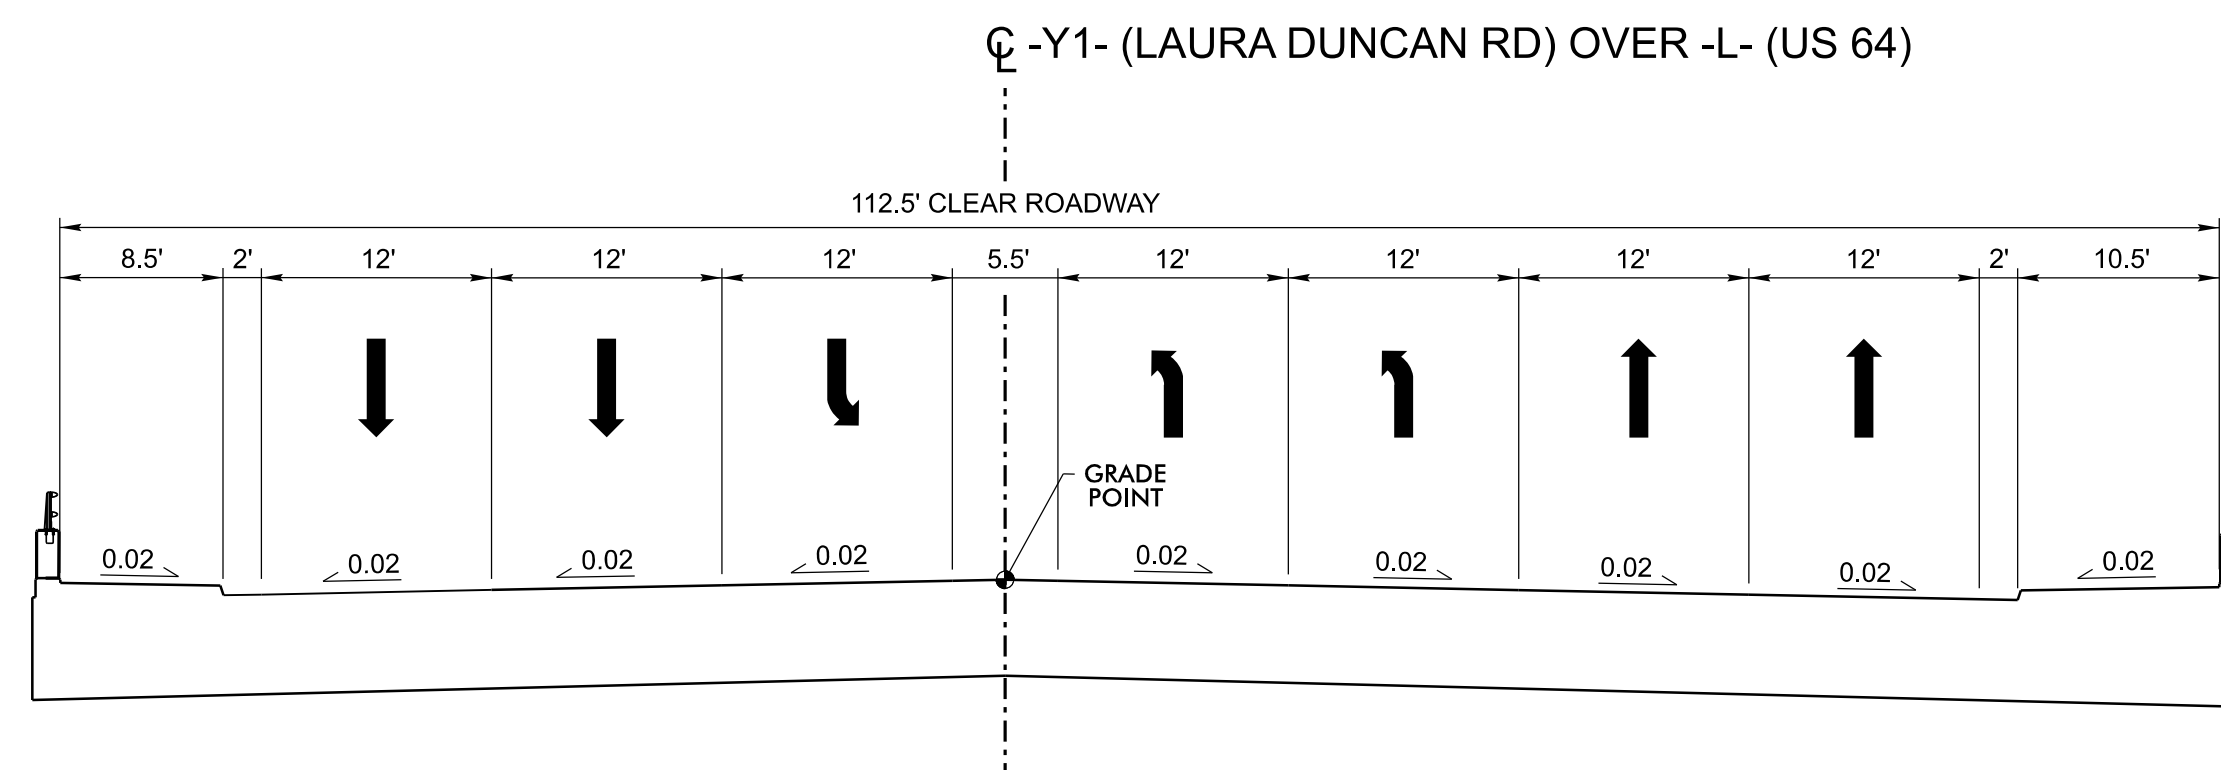 ℄ -Y1- (LAURA DUNCAN RD) OVER -L- (US 64)
112.5' CLEAR ROADWAY
8.5' 2' 12' 12' 12' 5.5' 12' 12' 12' 12' 2' 10.5'
GRADE
POINT
0.02 0.02 0.02 0.02 0.02 0.02 0.02 0.02 0.02